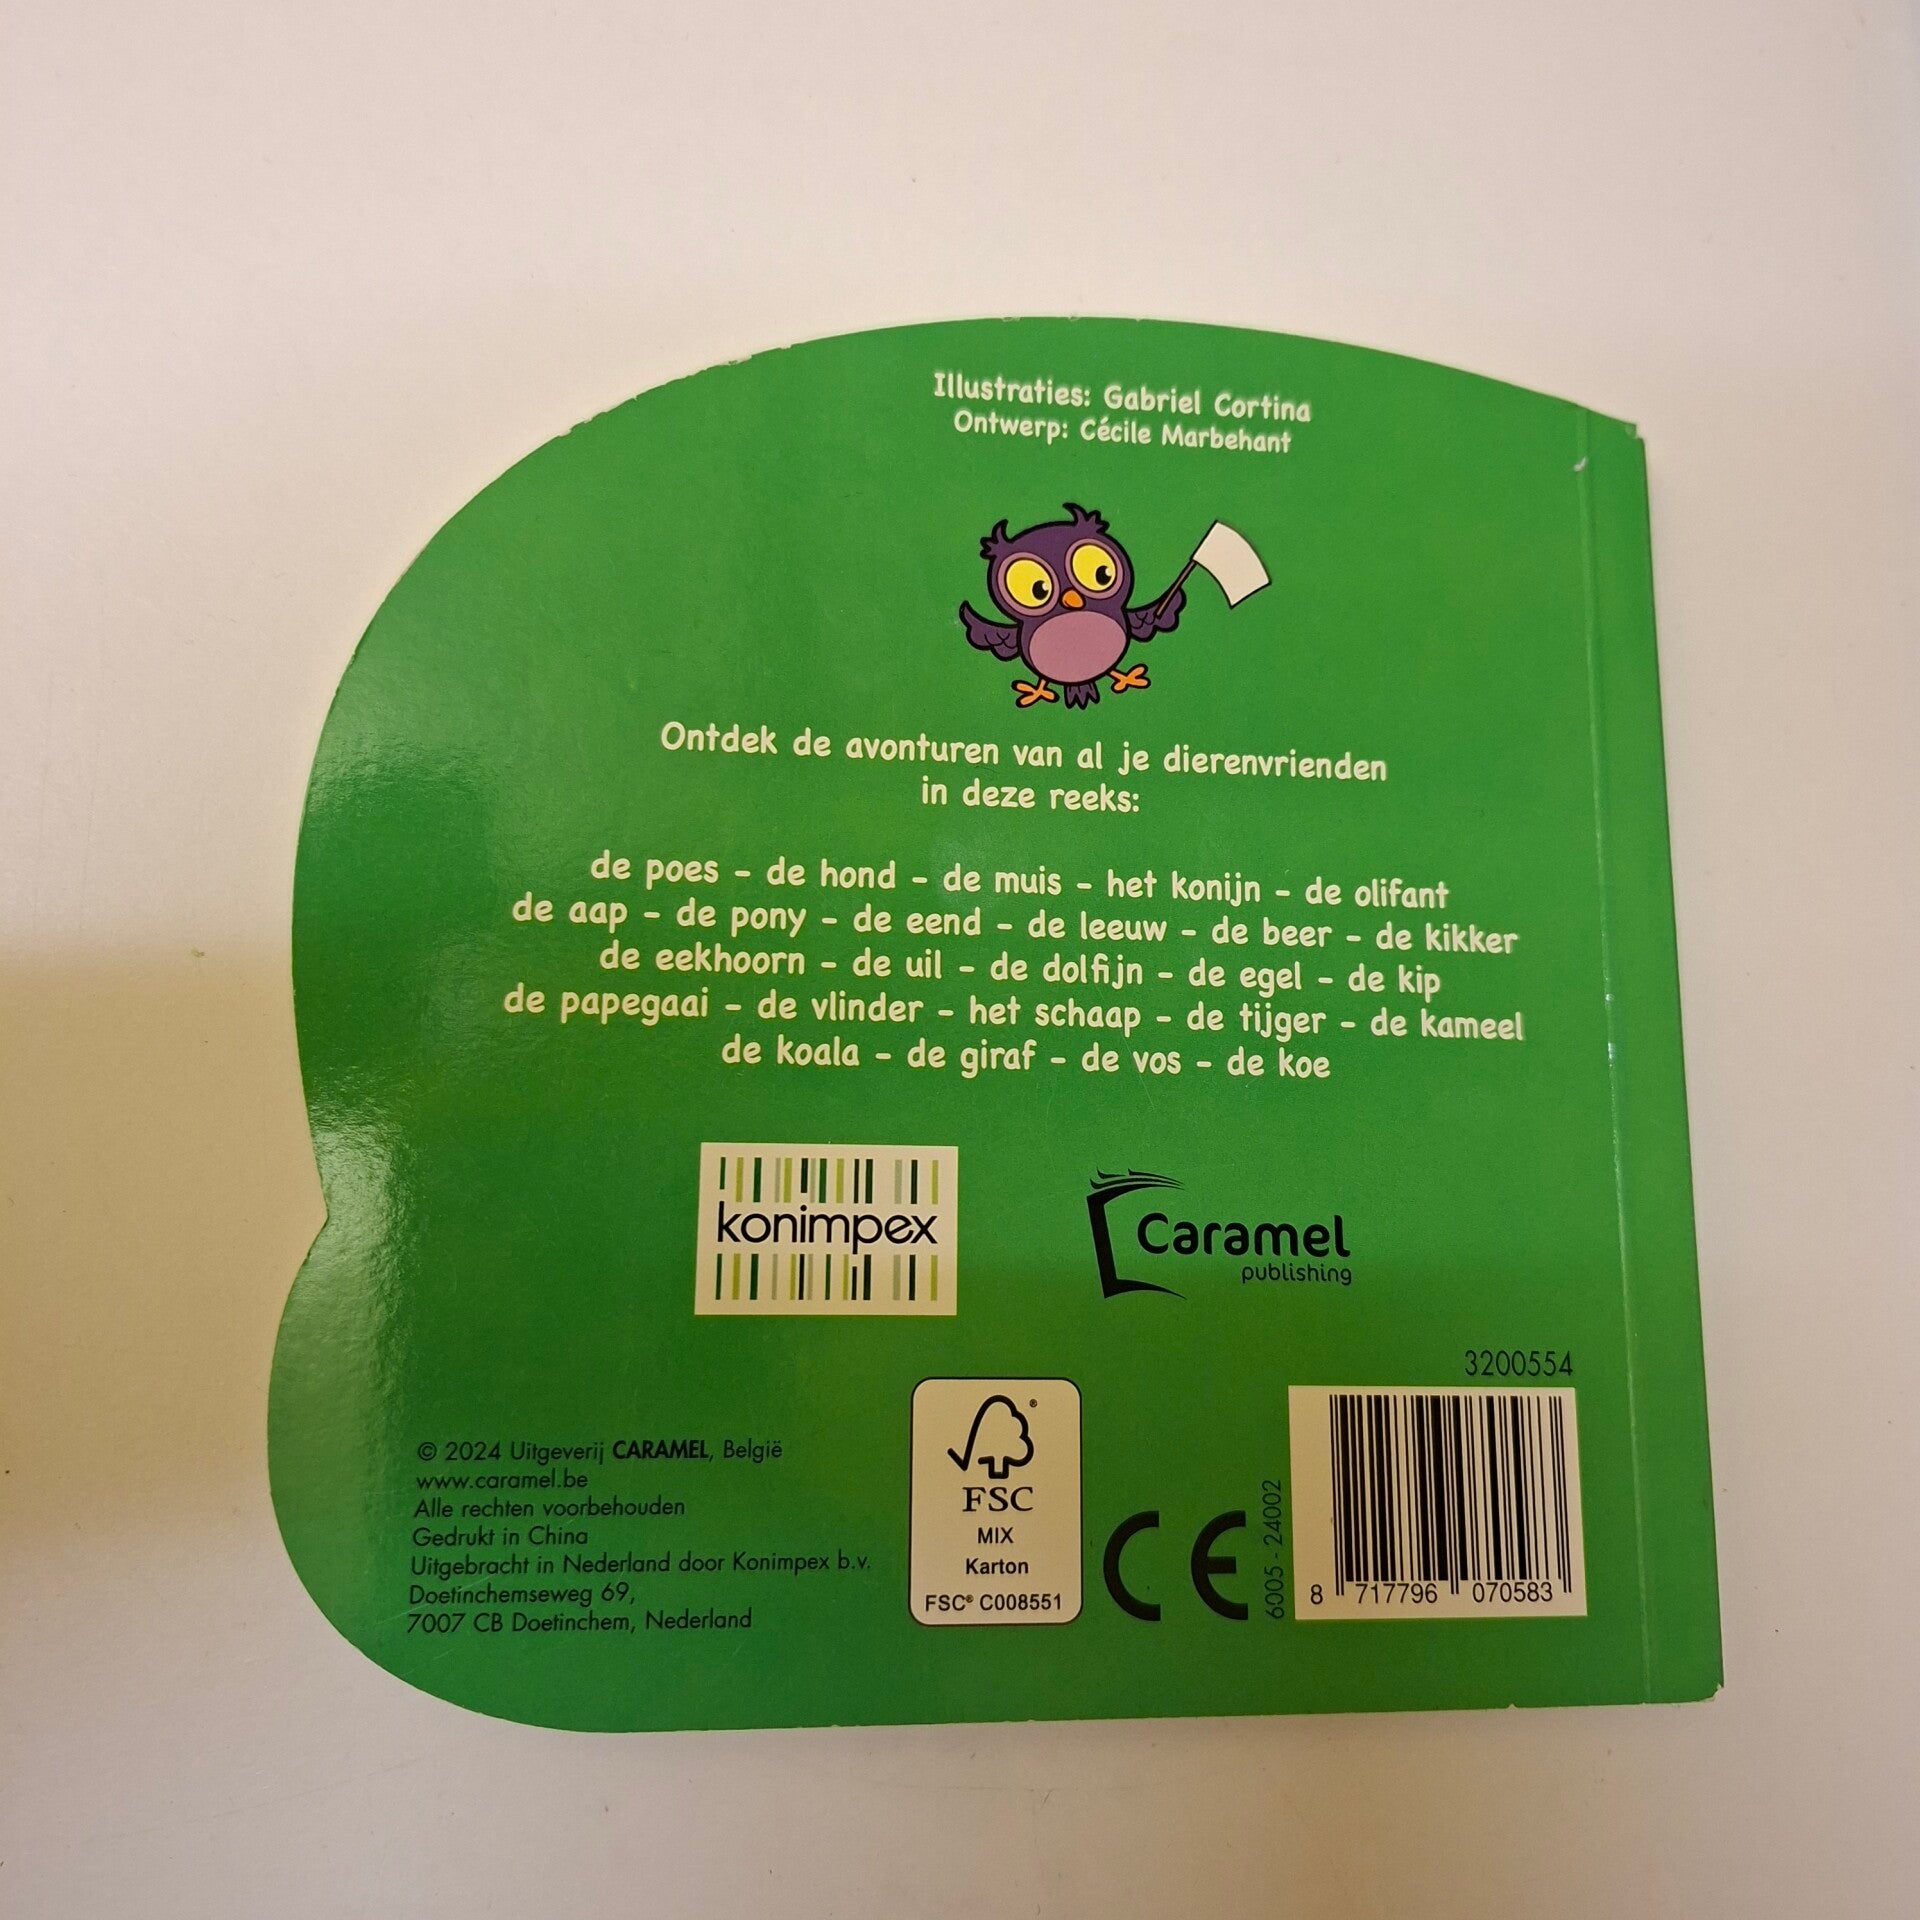 Illustraties: Gabriel Cortina
Ontwerp: Cécile Marbehant
Ontdek de avonturen van al je dierenvrienden
in deze reeks:
de poes - de hond - de muis - het konijn - de olifant
de aap - de pony - de eend - de leeuw - de beer - de kikker
de eekhoorn - de uil - de dolfijn - de egel - de kip
de papegaai - de vlinder - het schaap - de tijger - de kameel
de koala - de giraf - de vos - de koe
konimpex
Caramel
publishing
© 2024 Uitgeverij CARAMEL, België
www.caramel.be
Alle rechten voorbehouden
Gedrukt in China
Uitgebracht in Nederland door Konimpex b.v.
Doetinchemseweg 69,
7007 CB Doetinchem, Nederland
®
FSC
MIX
Karton
FSC® C008551
CE
6005 - 24002
3200554
8 717796 070583